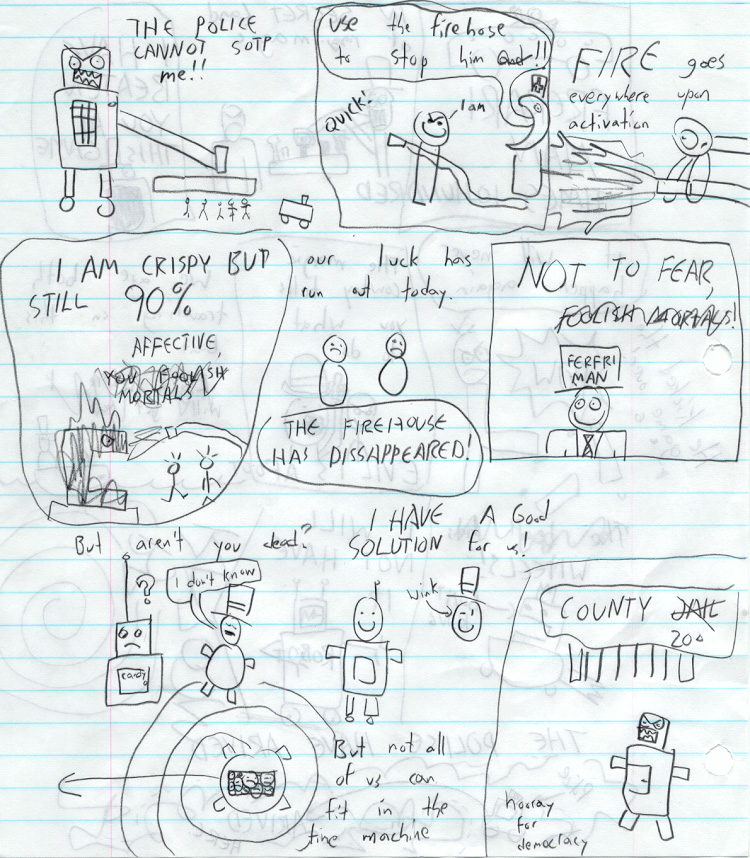 THE POLICE
CANNOT SOTP
me!!
use the firehose
to stop him
Quick!
I am
FIRE goes
everywhere upon
activation
I AM CRISPY BUT
STILL 90%
AFFECTIVE,
YOU FOOLISH
MORTALS
our luck has
run out today.
THE FIREHOUSE
HAS DISSAPPEARED!
NOT TO FEAR,
FOOLISH MORTALS!
FERFRI
MAN
But aren't you dead?
?
I don't know
candy
I HAVE A Good
SOLUTION for us!
wink
COUNTY JAIL
ZOO
But not all
of us can
fit in the
time machine
hooray
for
democracy